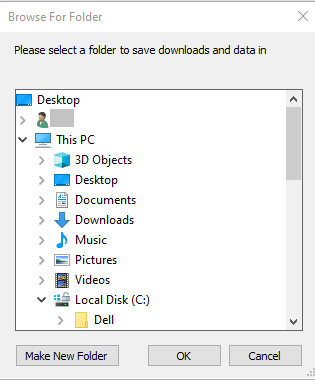 Browse For Folder
Please select a folder to save downloads and data in
Desktop
This PC
3D Objects
Desktop
Documents
Downloads
Music
Pictures
Videos
Local Disk (C:)
Dell
Make New Folder
OK
Cancel